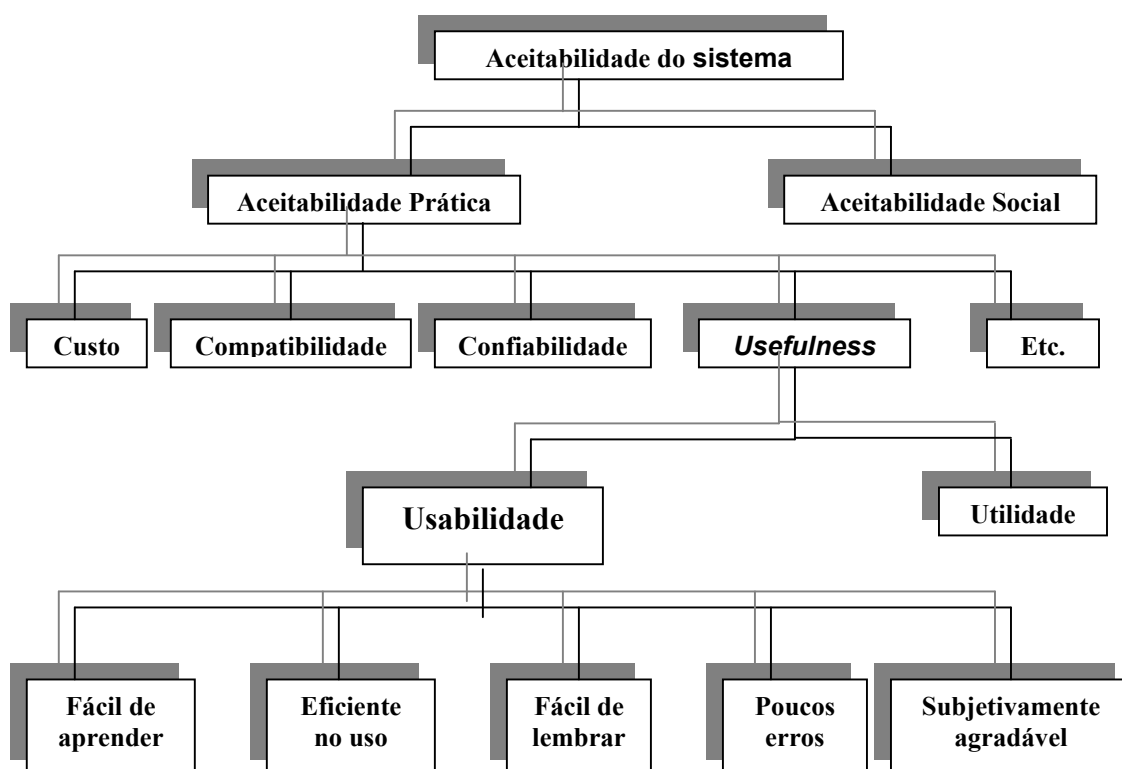 Aceitabilidade do sistema
Aceitabilidade Prática
Aceitabilidade Social
Custo
Compatibilidade
Confiabilidade
Usefulness
Etc.
Usabilidade
Utilidade
Fácil de
aprender
Eficiente
no uso
Fácil de
lembrar
Poucos
erros
Subjetivamente
agradável